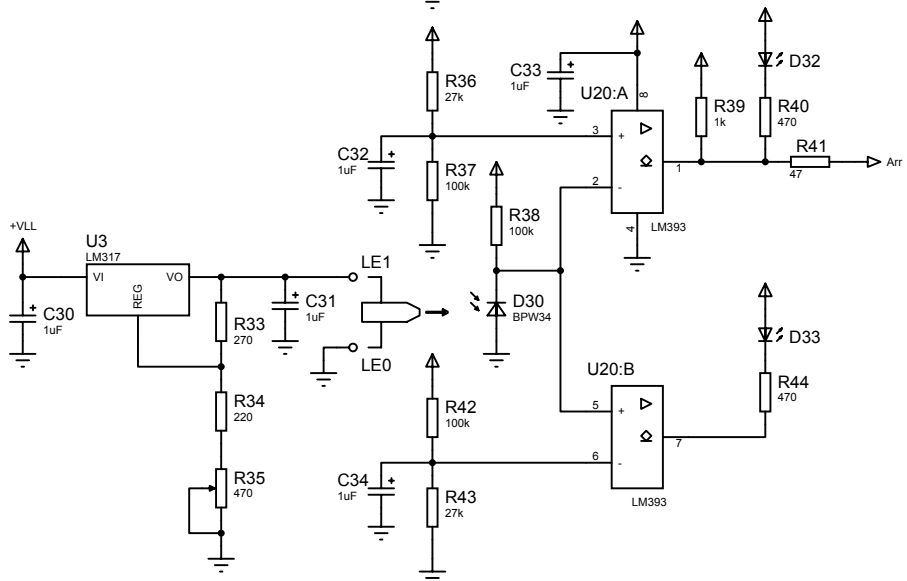 R36
27k
C33
1uF
+
U20:A
8
D32
R39
1k
R40
470
R41
47
Arr
3
+
2
-
1
4
LM393
C32
1uF
+
R37
100k
R38
100k
+VLL
U3
LM317
VI
VO
REG
C30
1uF
+
R33
270
C31
1uF
+
LE1
LE0
D30
BPW34
R34
220
R35
470
R42
100k
C34
1uF
+
R43
27k
U20:B
5
+
6
-
7
LM393
D33
R44
470